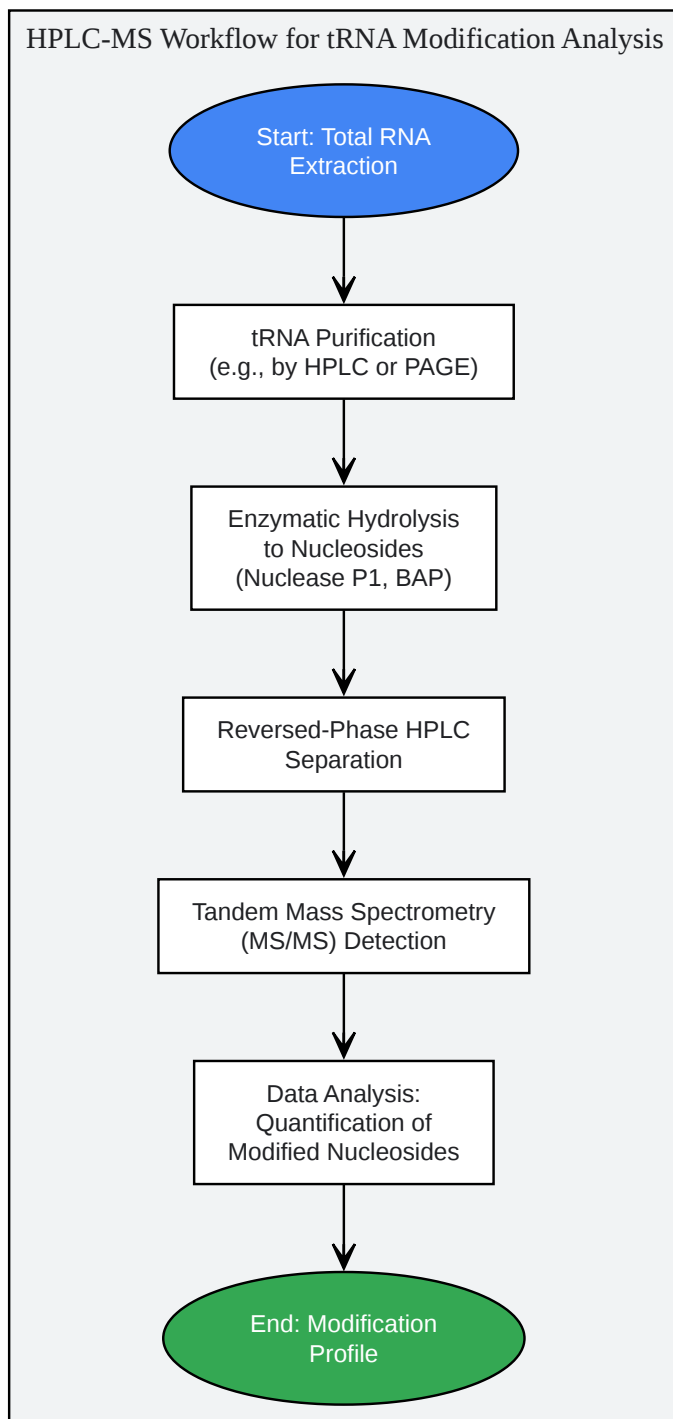 HPLC-MS Workflow for tRNA Modification Analysis
Start: Total RNA
Extraction
tRNA Purification
(e.g., by HPLC or PAGE)
Enzymatic Hydrolysis
to Nucleosides
(Nuclease P1, BAP)
Reversed-Phase HPLC
Separation
Tandem Mass Spectrometry
(MS/MS) Detection
Data Analysis:
Quantification of
Modified Nucleosides
End: Modification
Profile